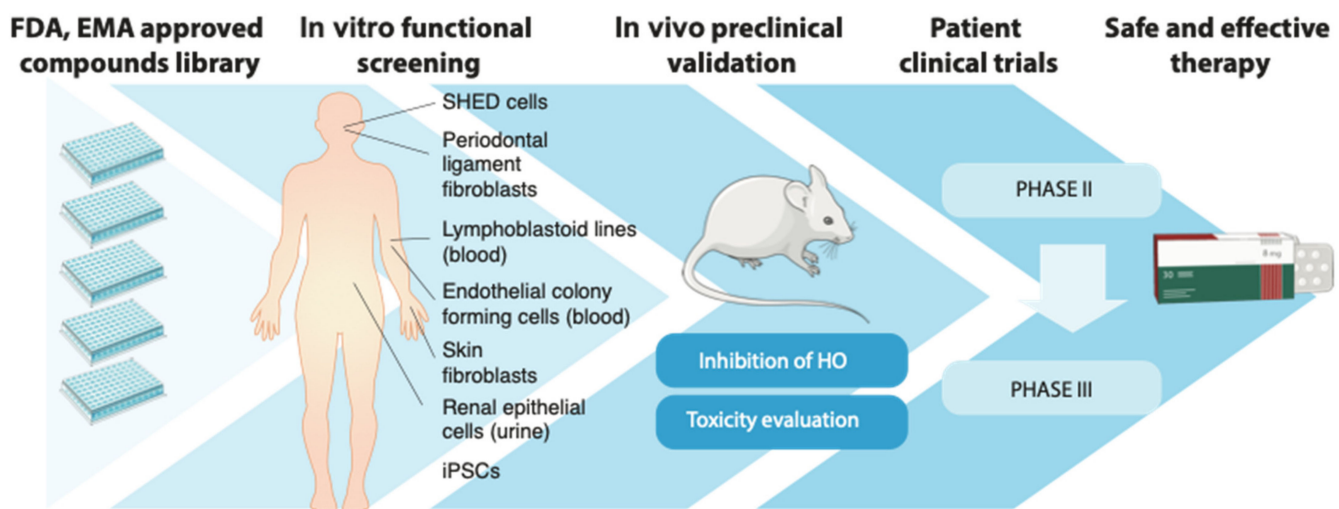 FDA, EMA approved
compounds library
In vitro functional
screening
In vivo preclinical
validation
Patient
clinical trials
Safe and effective
therapy
SHED cells
Periodontal
ligament
fibroblasts
Lymphoblastoid lines
(blood)
Endothelial colony
forming cells (blood)
Skin
fibroblasts
Renal epithelial
cells (urine)
iPSCs
Inhibition of HO
Toxicity evaluation
PHASE II
PHASE III
8 mg
30